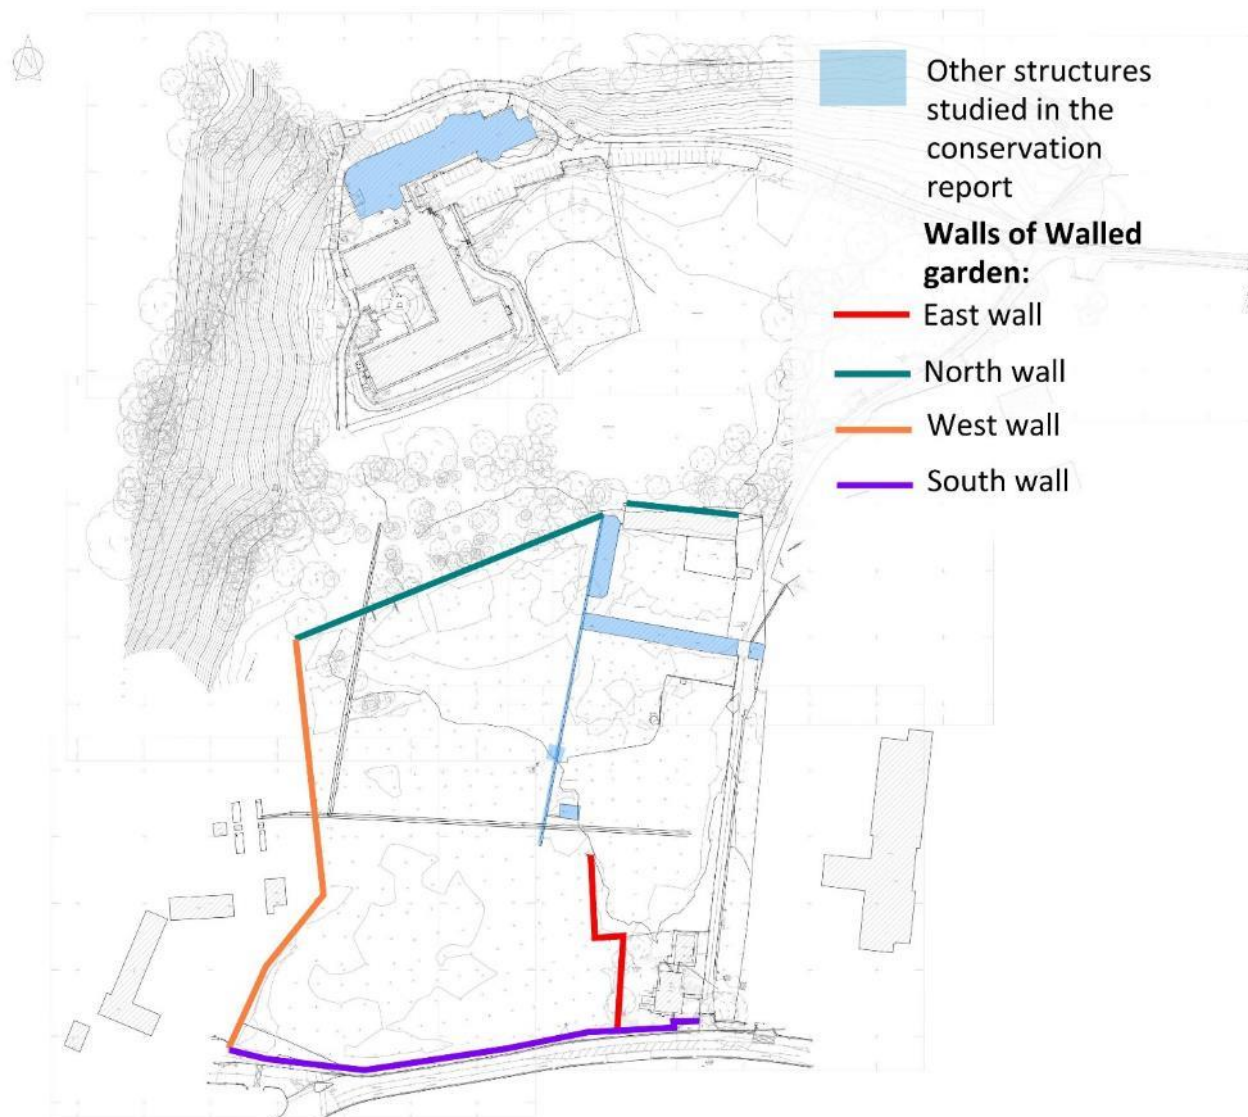 Other structures
studied in the
conservation
report
Walls of Walled
garden:
East wall
North wall
West wall
South wall